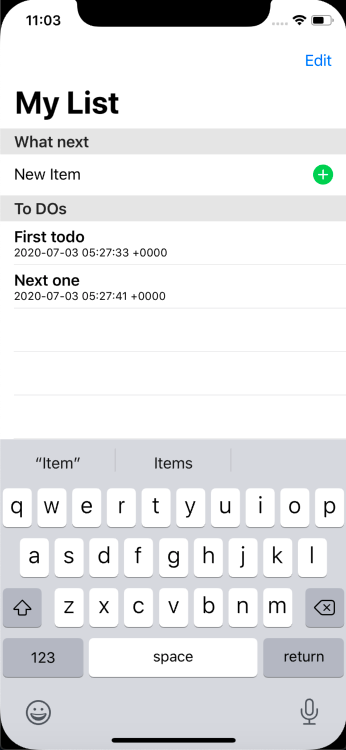 11:03
Edit
My List
What next
New Item
To DOs
First todo
2020-07-03 05:27:33 +0000
Next one
2020-07-03 05:27:41 +0000
“Item” Items
q w e r t y u i o p
a s d f g h j k l
z x c v b n m
123 space return